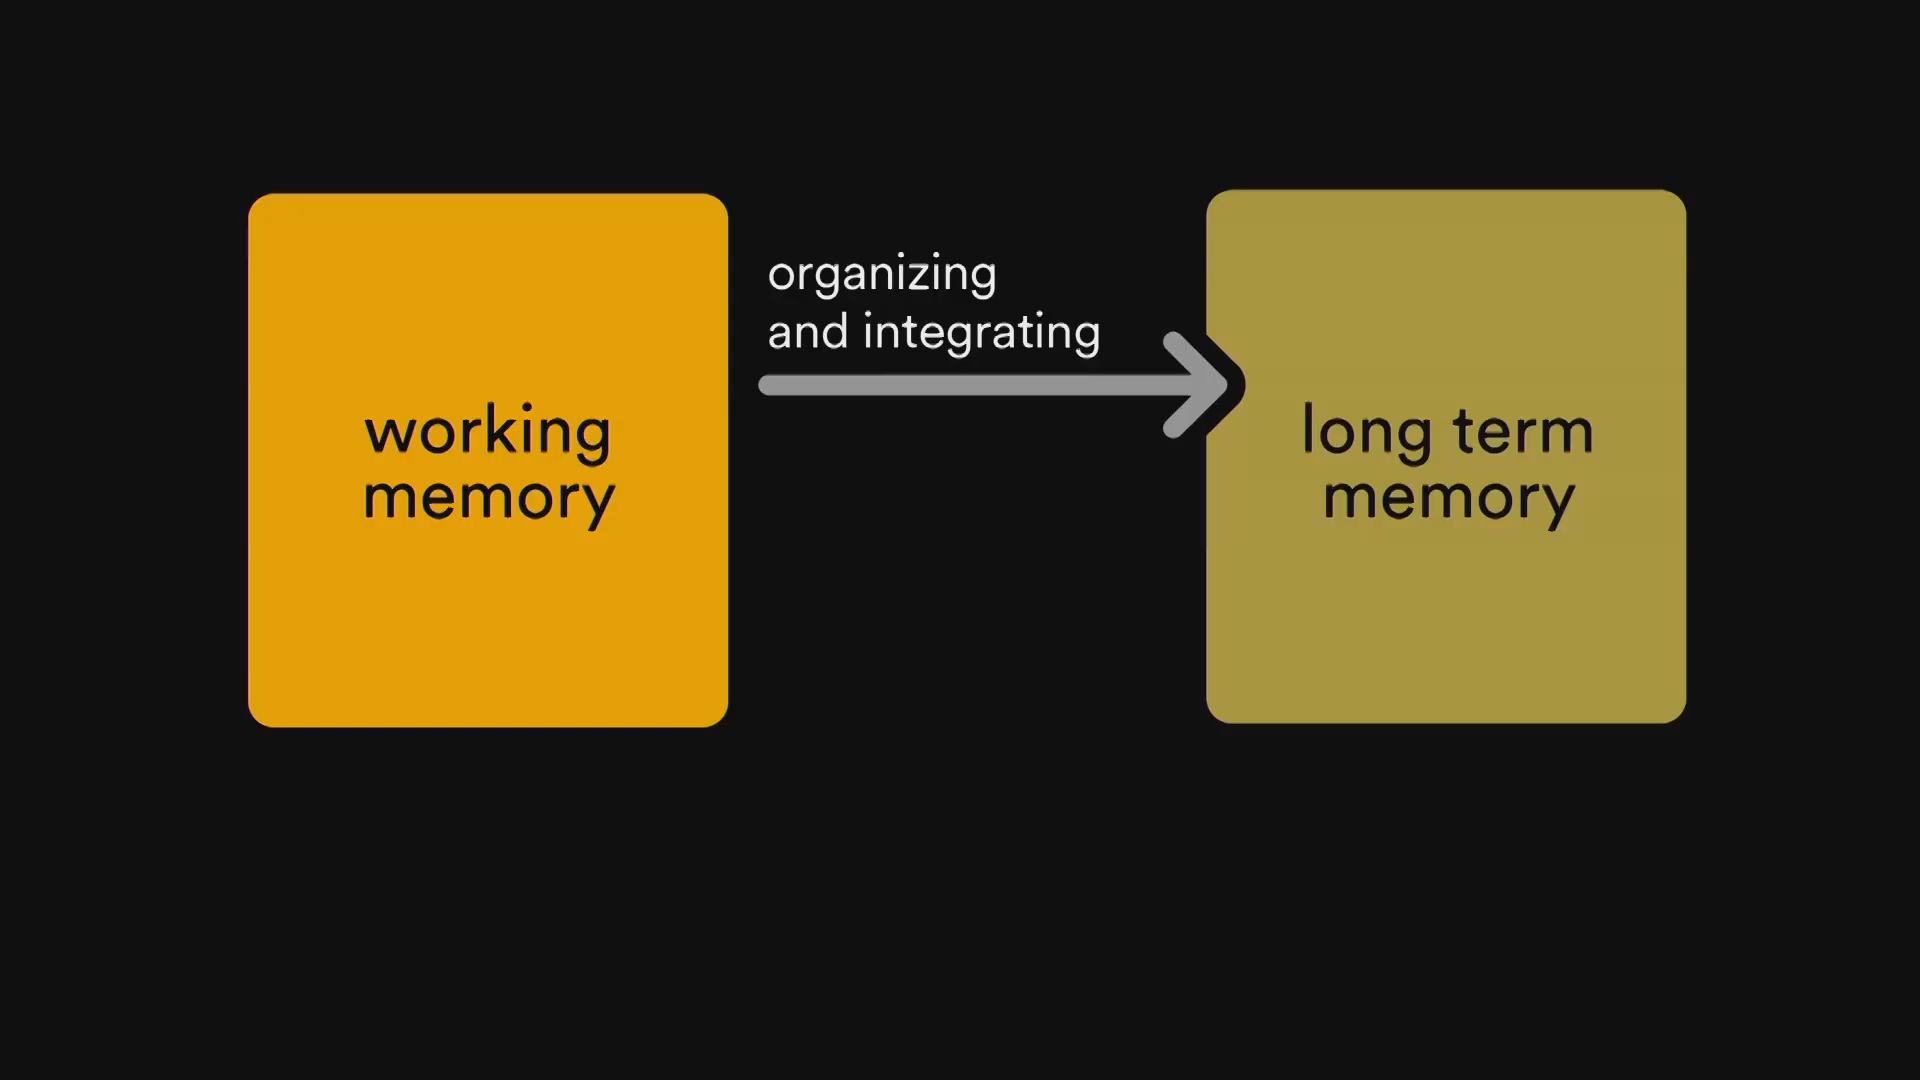 working
memory
organizing
and integrating
long term
memory